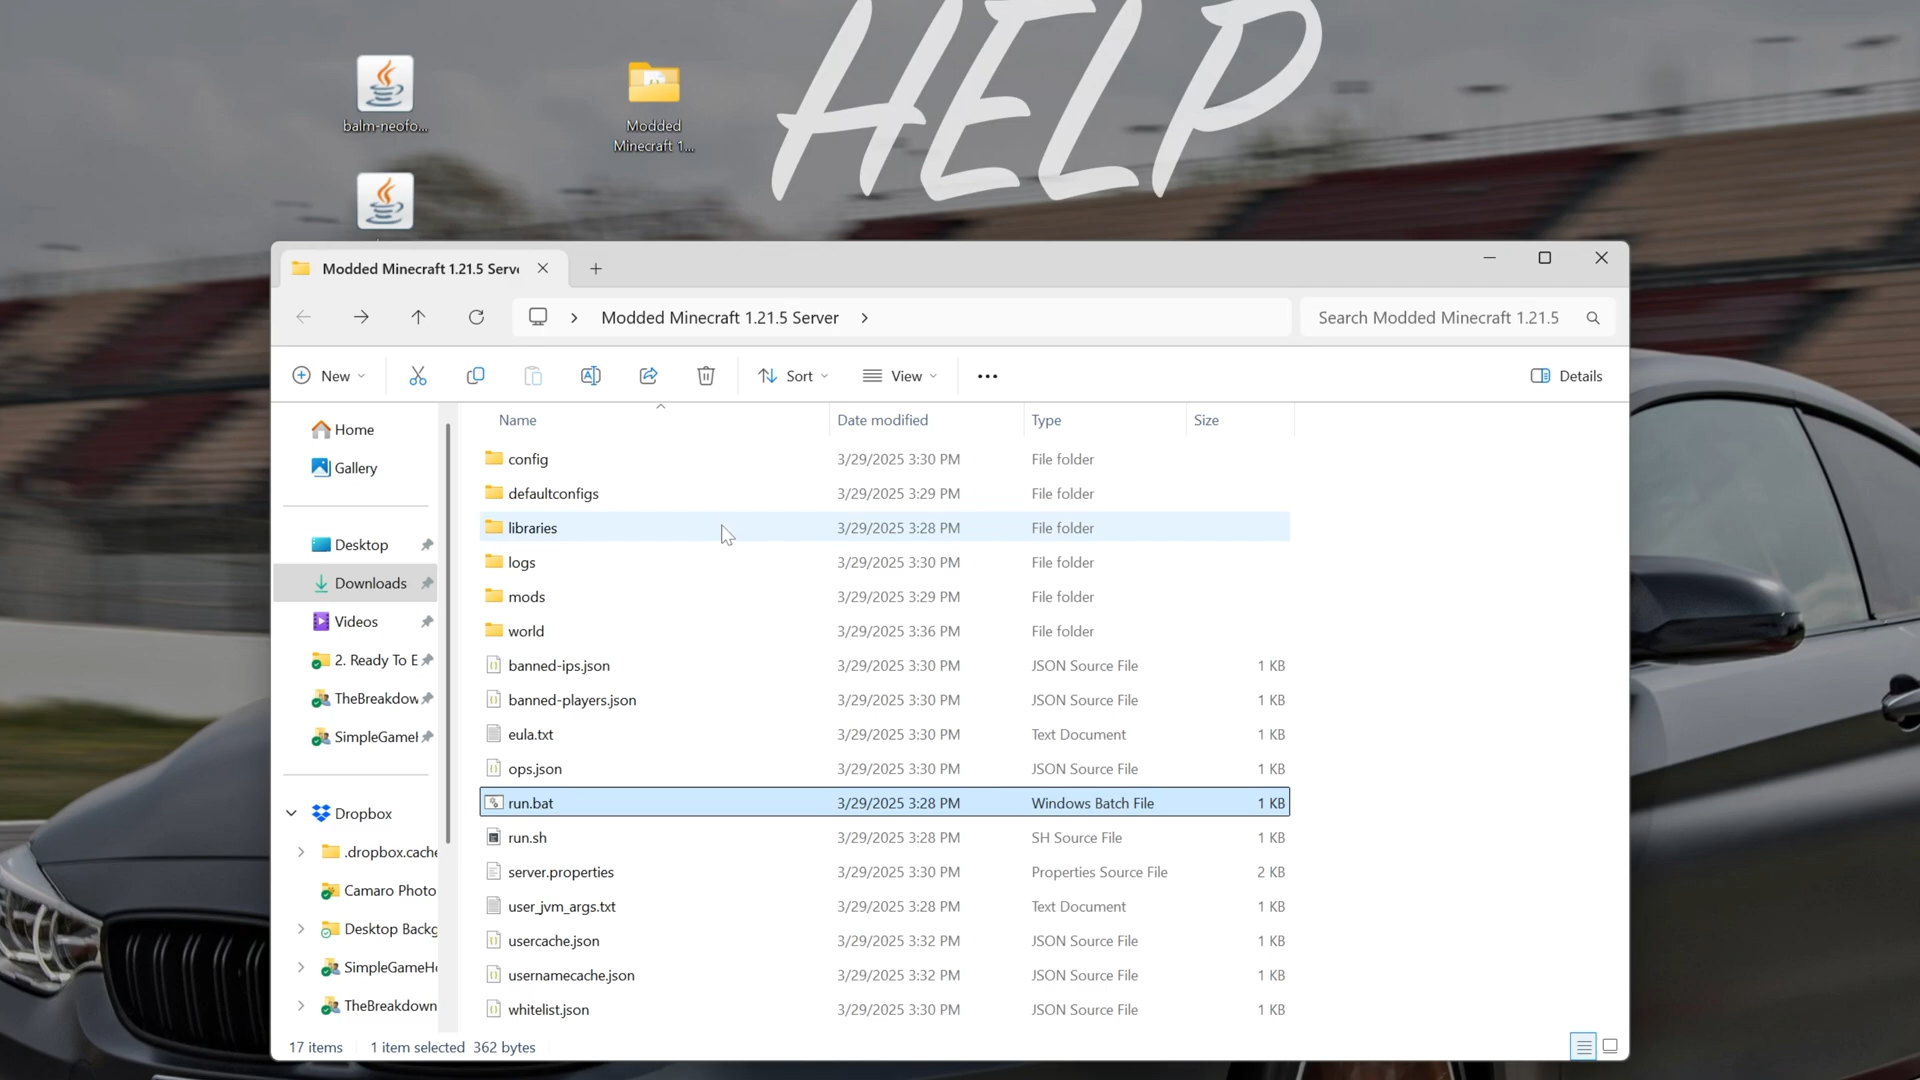 HELP
balm-neofo...
Modded
Minecraft 1....
Modded Minecraft 1.21.5 Serve
Modded Minecraft 1.21.5 Server
Search Modded Minecraft 1.21.5
New
Sort
View
Details
Name Date modified Type Size
Home
Gallery
Desktop
Downloads
Videos
2. Ready To E
TheBreakdow
SimpleGameH
Dropbox
.dropbox.cache
Camaro Photo
Desktop Backg
SimpleGameHe
TheBreakdown
config 3/29/2025 3:30 PM File folder
defaultconfigs 3/29/2025 3:29 PM File folder
libraries 3/29/2025 3:28 PM File folder
logs 3/29/2025 3:30 PM File folder
mods 3/29/2025 3:29 PM File folder
world 3/29/2025 3:36 PM File folder
banned-ips.json 3/29/2025 3:30 PM JSON Source File 1 KB
banned-players.json 3/29/2025 3:30 PM JSON Source File 1 KB
eula.txt 3/29/2025 3:30 PM Text Document 1 KB
ops.json 3/29/2025 3:30 PM JSON Source File 1 KB
run.bat 3/29/2025 3:28 PM Windows Batch File 1 KB
run.sh 3/29/2025 3:28 PM SH Source File 1 KB
server.properties 3/29/2025 3:30 PM Properties Source File 2 KB
user_jvm_args.txt 3/29/2025 3:28 PM Text Document 1 KB
usercache.json 3/29/2025 3:32 PM JSON Source File 1 KB
usernamecache.json 3/29/2025 3:32 PM JSON Source File 1 KB
whitelist.json 3/29/2025 3:30 PM JSON Source File 1 KB
17 items 1 item selected 362 bytes